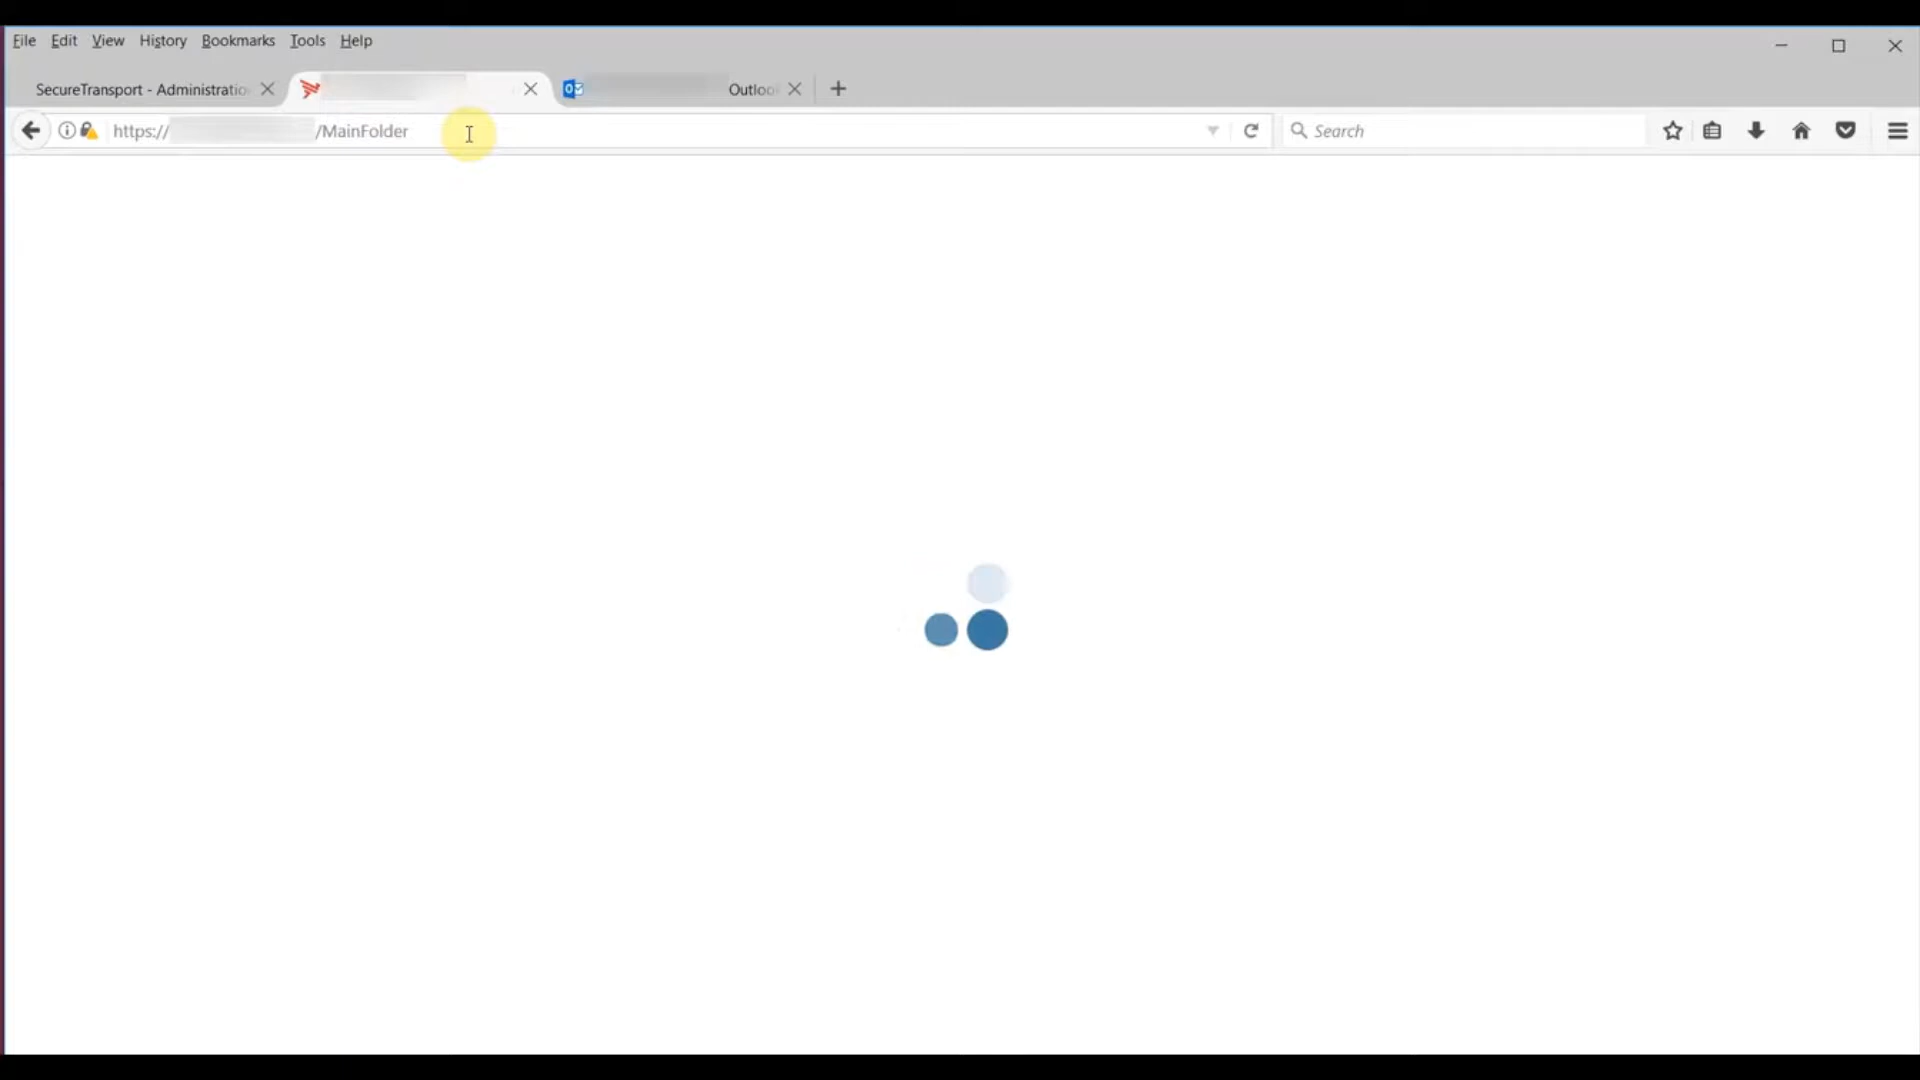 File Edit View History Bookmarks Tools Help
SecureTransport - Administratio
Outloo
https:// /MainFolder
Search